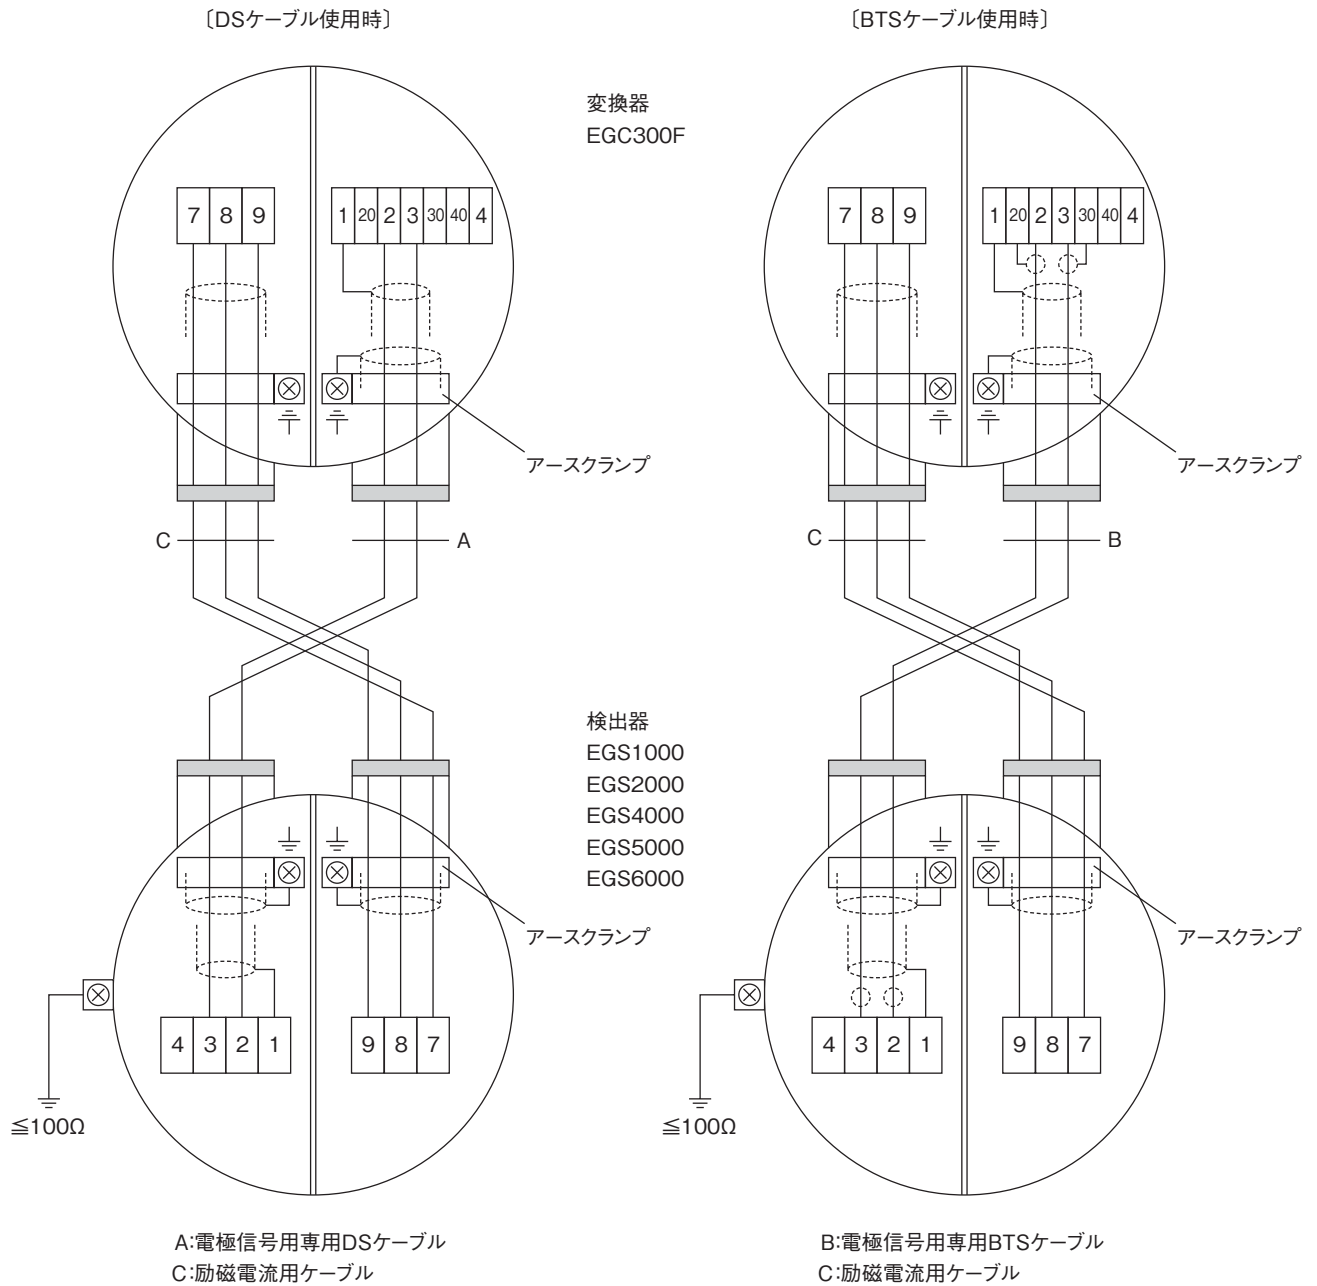 〔DSケーブル使用時〕
〔BTSケーブル使用時〕
変換器
EGC300F
7 8 9
1 20 2 3 30 40 4
7 8 9
1 20 2 3 30 40 4
アースクランプ
アースクランプ
C
A
C
B
検出器
EGS1000
EGS2000
EGS4000
EGS5000
EGS6000
アースクランプ
アースクランプ
4 3 2 1
9 8 7
4 3 2 1
9 8 7
≦100Ω
≦100Ω
A:電極信号用専用DSケーブル
C:励磁電流用ケーブル
B:電極信号用専用BTSケーブル
C:励磁電流用ケーブル